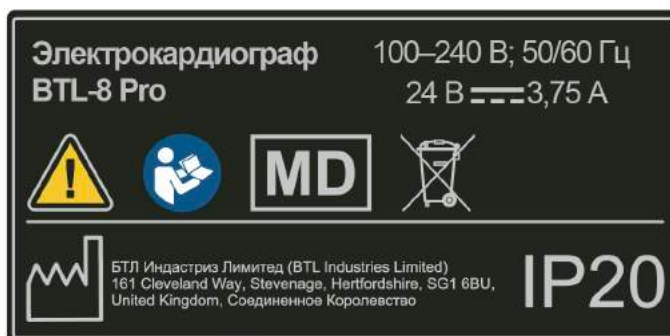 Электрокардиограф
BTL-8 Pro
100–240 В; 50/60 Гц
24 В 3,75 А
MD
БТЛ Индастриз Лимитед (BTL Industries Limited)
161 Cleveland Way, Stevenage, Hertfordshire, SG1 6BU,
United Kingdom, Соединенное Королевство
IP20